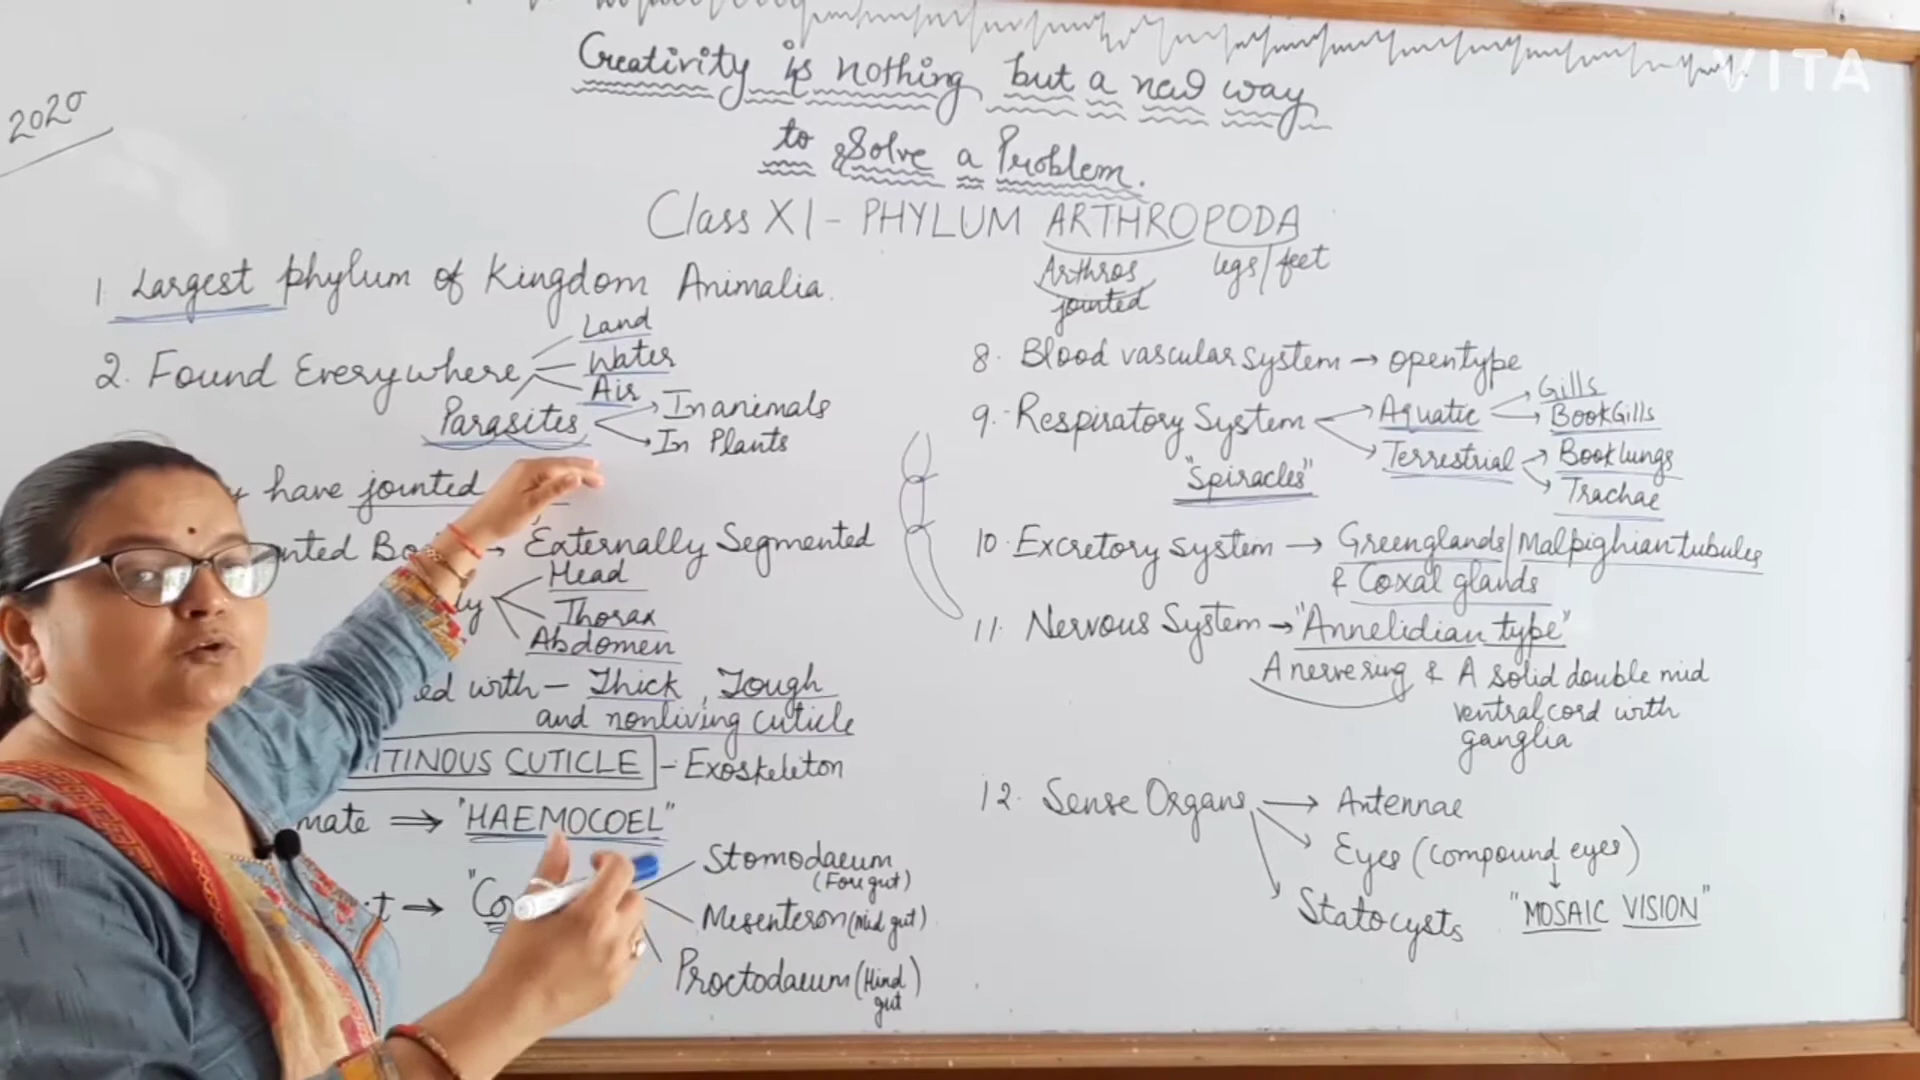 VITA
2020
Creativity is nothing but a new way
to Solve a Problem.
Class XI - PHYLUM ARTHROPODA
Arthros legs/feet
jointed
1. Largest phylum of Kingdom Animalia.
2. Found Everywhere
Land
Water
Air
Parasites
In animals
In Plants
have jointed
Externally Segmented
Head
Thorax
Abdomen
with - Thick, Tough
and nonliving cuticle
CUTICLE - Exoskeleton
⇒ "HAEMOCOEL"
Stomodaeum
(Fore gut)
Mesenteron (mid gut)
Proctodaeum (Hind
gut)
8. Blood vascular system → open type
9. Respiratory System → Aquatic → Gills
→ BookGills
"Spiracles" → Terrestrial → Booklungs
→ Trachae
10. Excretory system → Greenglands/Malpighian tubules
& Coxal glands
11. Nervous System → "Annelidian type"
A nerve ring & A solid double mid
ventral cord with
ganglia
12. Sense Organs → Antennae
→ Eyes (compound eyes)
→ Statocysts "MOSAIC VISION"